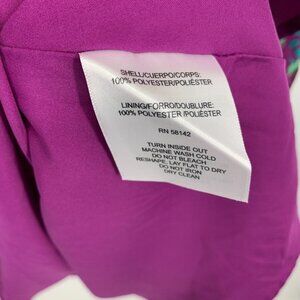 SHELL/CUERPO/CORPS:
100% POLYESTER/POLIÉSTER
LINING/FORRO/DOUBLURE:
100% POLYESTER/POLIÉSTER
RN 58142
TURN INSIDE OUT
MACHINE WASH COLD
DO NOT BLEACH
RESHAPE, LAY FLAT TO DRY
DO NOT IRON
DRY CLEAN